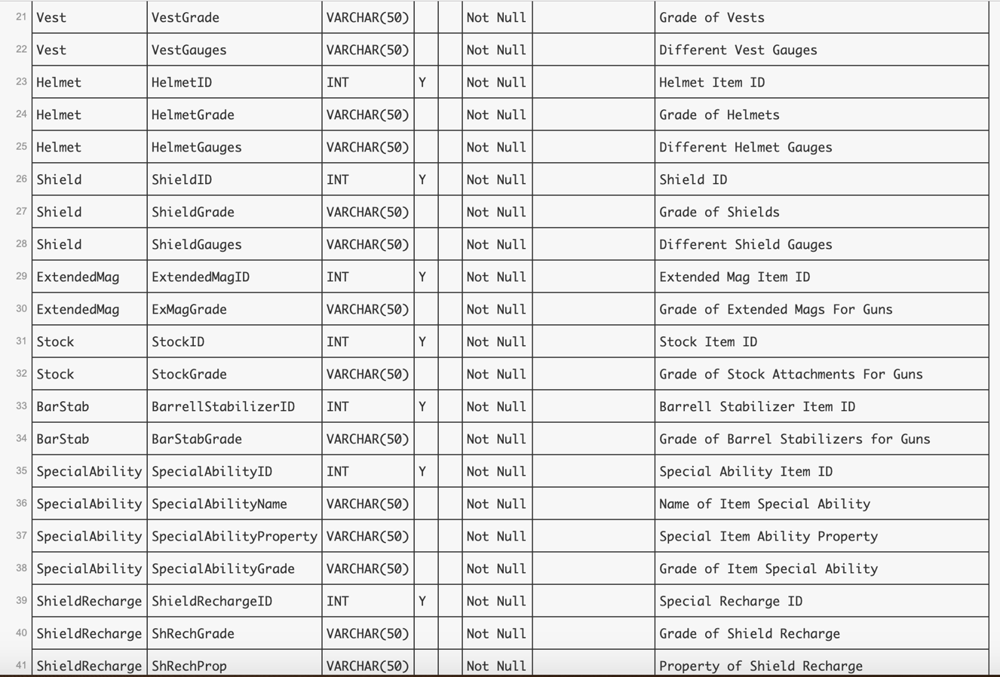 21 Vest VestGrade VARCHAR(50) Not Null Grade of Vests
22 Vest VestGauges VARCHAR(50) Not Null Different Vest Gauges
23 Helmet HelmetID INT Y Not Null Helmet Item ID
24 Helmet HelmetGrade VARCHAR(50) Not Null Grade of Helmets
25 Helmet HelmetGauges VARCHAR(50) Not Null Different Helmet Gauges
26 Shield ShieldID INT Y Not Null Shield ID
27 Shield ShieldGrade VARCHAR(50) Not Null Grade of Shields
28 Shield ShieldGauges VARCHAR(50) Not Null Different Shield Gauges
29 ExtendedMag ExtendedMagID INT Y Not Null Extended Mag Item ID
30 ExtendedMag ExMagGrade VARCHAR(50) Not Null Grade of Extended Mags For Guns
31 Stock StockID INT Y Not Null Stock Item ID
32 Stock StockGrade VARCHAR(50) Not Null Grade of Stock Attachments For Guns
33 BarStab BarrellStabilizerID INT Y Not Null Barrell Stabilizer Item ID
34 BarStab BarStabGrade VARCHAR(50) Not Null Grade of Barrel Stabilizers for Guns
35 SpecialAbility SpecialAbilityID INT Y Not Null Special Ability Item ID
36 SpecialAbility SpecialAbilityName VARCHAR(50) Not Null Name of Item Special Ability
37 SpecialAbility SpecialAbilityProperty VARCHAR(50) Not Null Special Item Ability Property
38 SpecialAbility SpecialAbilityGrade VARCHAR(50) Not Null Grade of Item Special Ability
39 ShieldRecharge ShieldRechargeID INT Y Not Null Special Recharge ID
40 ShieldRecharge ShRechGrade VARCHAR(50) Not Null Grade of Shield Recharge
41 ShieldRecharge ShRechProp VARCHAR(50) Not Null Property of Shield Recharge